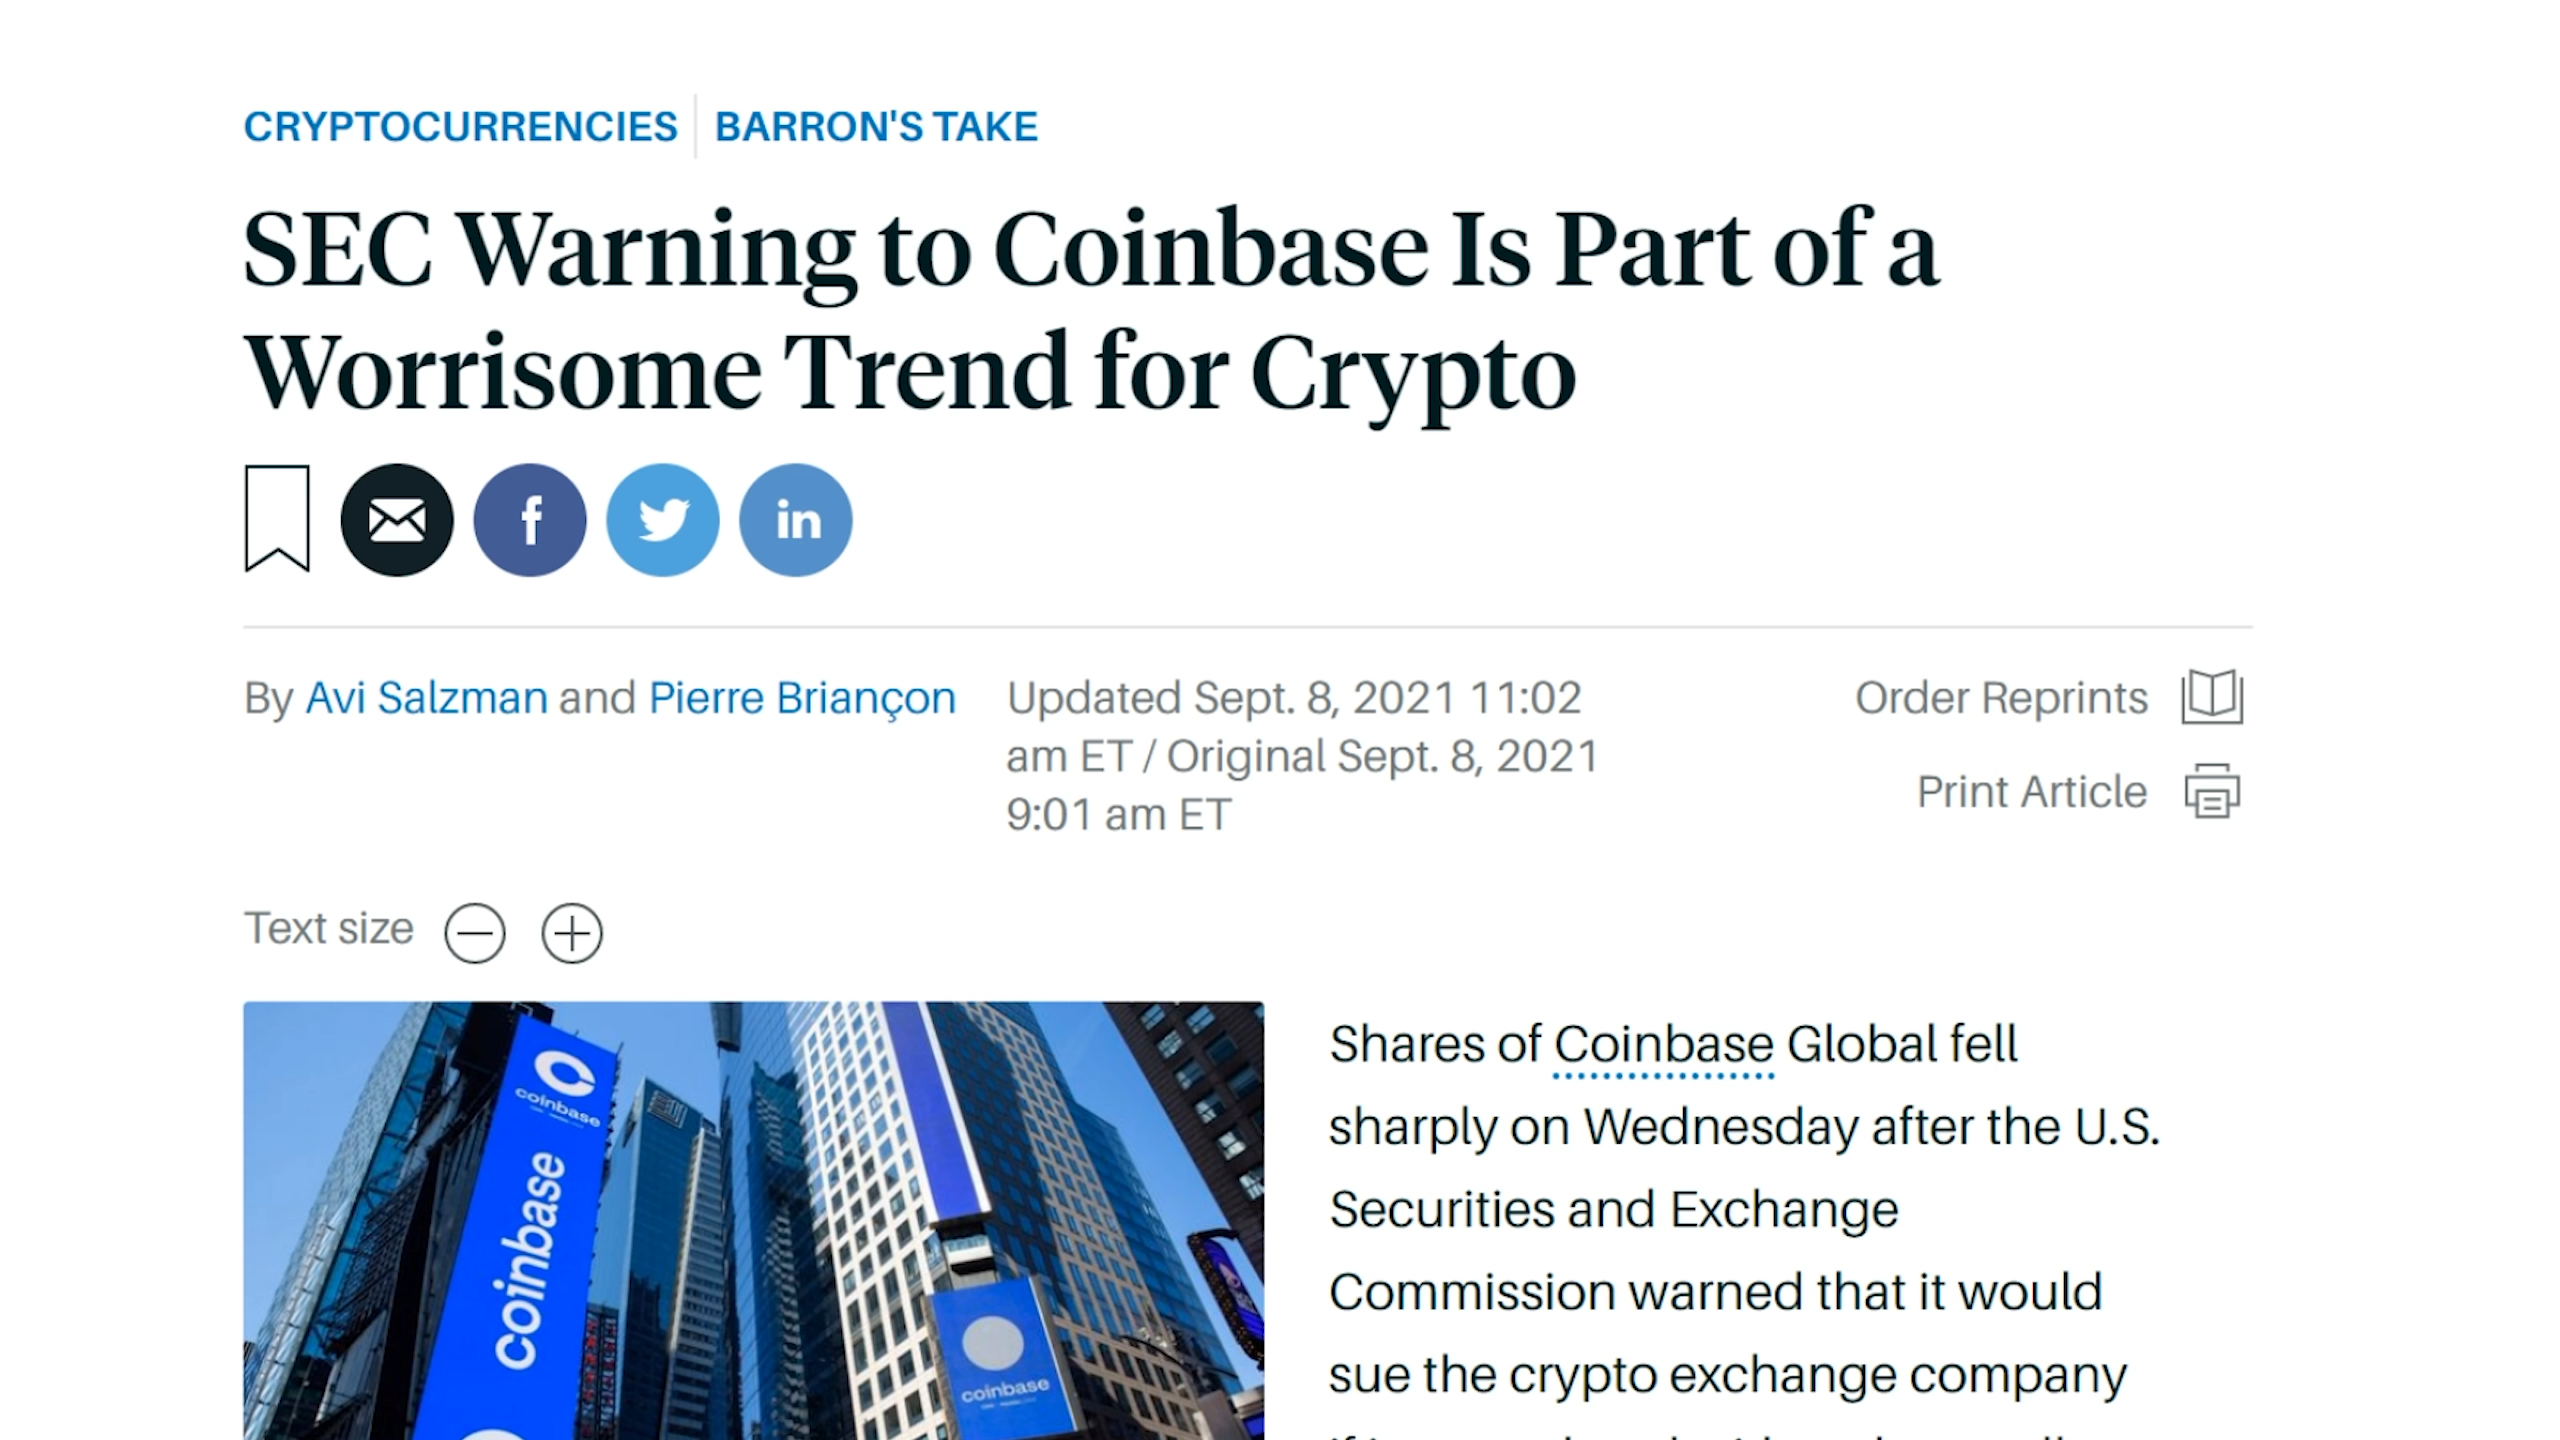 CRYPTOCURRENCIES BARRON'S TAKE
SEC Warning to Coinbase Is Part of a
Worrisome Trend for Crypto
f
in
By Avi Salzman and Pierre Briançon
Updated Sept. 8, 2021 11:02
am ET / Original Sept. 8, 2021
9:01 am ET
Order Reprints
Print Article
Text size
coinbase
coinbase
coinbase
Shares of Coinbase Global fell
sharply on Wednesday after the U.S.
Securities and Exchange
Commission warned that it would
sue the crypto exchange company